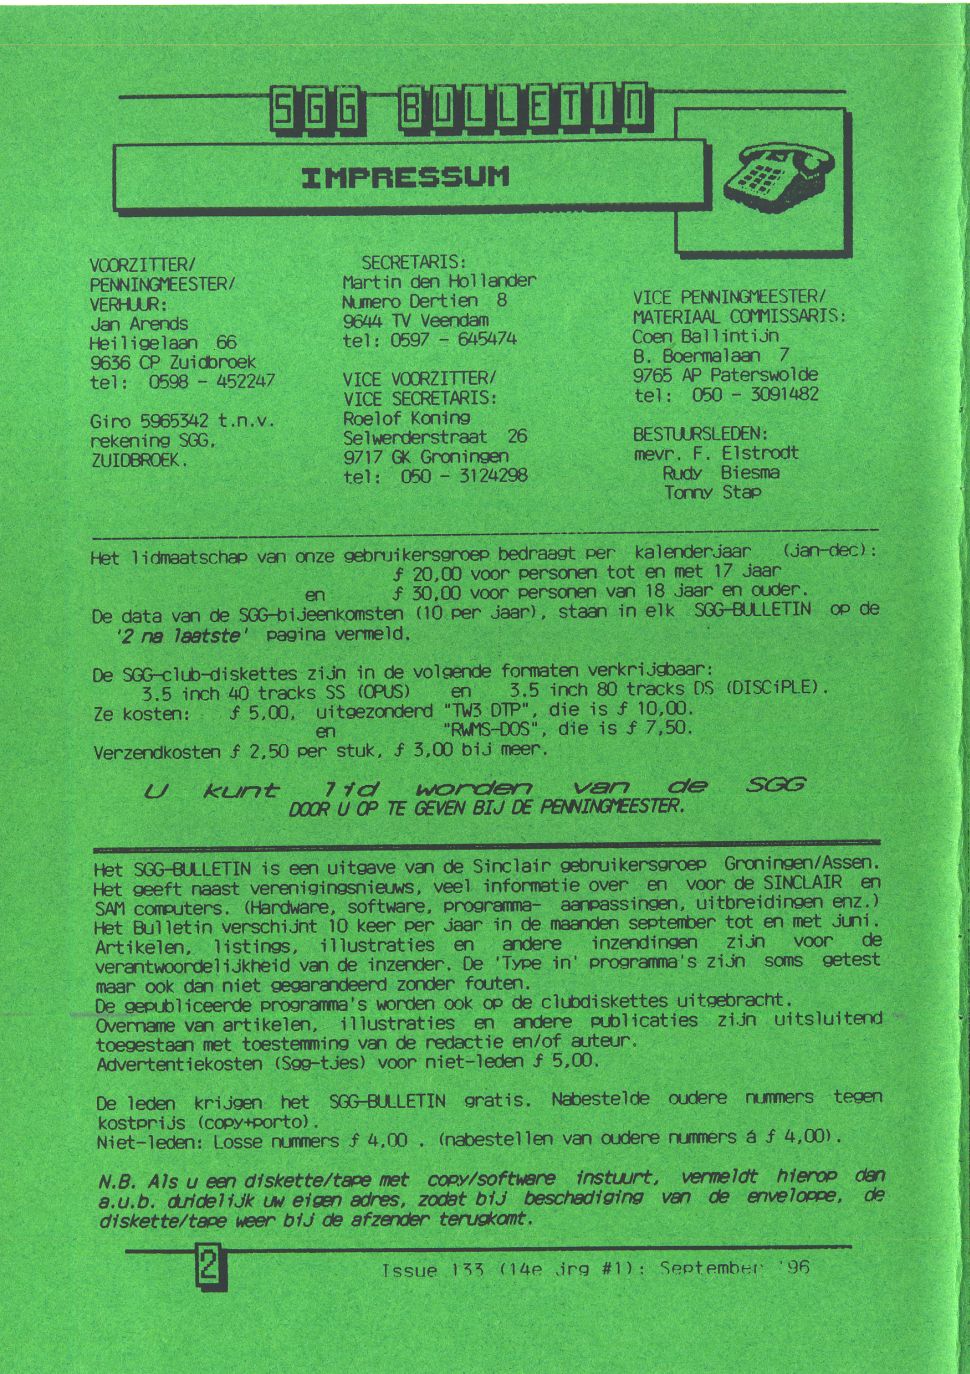 SGG BULLETIN
IMPRESSUM
VOORZITTER/
PENNINGMEESTER/
VERHUUR:
Jan Arends
Heiligelaan 66
9636 CP Zuidbroek
tel: 0598 - 452247
Giro 5965342 t.n.v.
rekening SGG,
ZUIDBROEK.
SECRETARIS:
Martin den Hollander
Numero Dertien 8
9644 TV Veendam
tel: 0597 - 645474
VICE VOORZITTER/
VICE SECRETARIS:
Roelof Koning
Selwerderstraat 26
9717 GK Groningen
tel: 050 - 3124298
VICE PENNINGMEESTER/
MATERIAAL COMMISSARIS:
Coen Ballintijn
B. Boermalaan 7
9765 AP Paterswolde
tel: 050 - 3091482
BESTUURSLEDEN:
mevr. F. Elstrodt
Rudy Biesma
Tonny Stap
Het lidmaatschap van onze gebruikersgroep bedraagt per kalenderjaar (jan-dec):
ƒ 20,00 voor personen tot en met 17 jaar
en ƒ 30,00 voor personen van 18 jaar en ouder.
De data van de SGG-bijeenkomsten (10 per jaar), staan in elk SGG-BULLETIN op de
'2 na laatste' pagina vermeld.
De SGG-club-diskettes zijn in de volgende formaten verkrijgbaar:
3.5 inch 40 tracks SS (OPUS) en 3.5 inch 80 tracks DS (DISCiPLE).
Ze kosten: ƒ 5,00, uitgezonderd "TW3 DTP", die is ƒ 10,00.
en "RWMS-DOS", die is ƒ 7,50.
Verzendkosten ƒ 2,50 per stuk, ƒ 3,00 bij meer.
U kunt lid worden van de SGG
DOOR U OP TE GEVEN BIJ DE PENNINGMEESTER.
Het SGG-BULLETIN is een uitgave van de Sinclair gebruikersgroep Groningen/Assen.
Het geeft naast verenigingsnieuws, veel informatie over en voor de SINCLAIR en
SAM computers. (Hardware, software, programma- aanpassingen, uitbreidingen enz.)
Het Bulletin verschijnt 10 keer per jaar in de maanden september tot en met juni.
Artikelen, listings, illustraties en andere inzendingen zijn voor de
verantwoordelijkheid van de inzender. De 'Type in' programma's zijn soms getest
maar ook dan niet gegarandeerd zonder fouten.
De gepubliceerde programma's worden ook op de clubdiskettes uitgebracht.
Overname van artikelen, illustraties en andere publicaties zijn uitsluitend
toegestaan met toestemming van de redactie en/of auteur.
Advertentiekosten (Sgg-tjes) voor niet-leden ƒ 5,00.
De leden krijgen het SGG-BULLETIN gratis. Nabestelde oudere nummers tegen
kostprijs (copy+porto).
Niet-leden: Losse nummers ƒ 4,00 . (nabestellen van oudere nummers á ƒ 4,00).
N.B. Als u een diskette/tape met copy/software instuurt, vermeldt hierop dan
a.u.b. duidelijk uw eigen adres, zodat bij beschadiging van de enveloppe, de
diskette/tape weer bij de afzender terugkomt.
2
Issue 133 (14e jrg #1): September '96